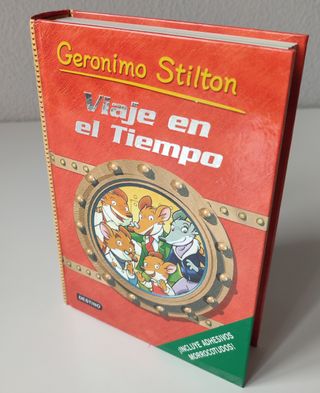 Geronimo Stilton
Viaje en
el Tiempo
DESTINO
¡INCLUYE ADHESIVOS
MORROCOTUDOS!